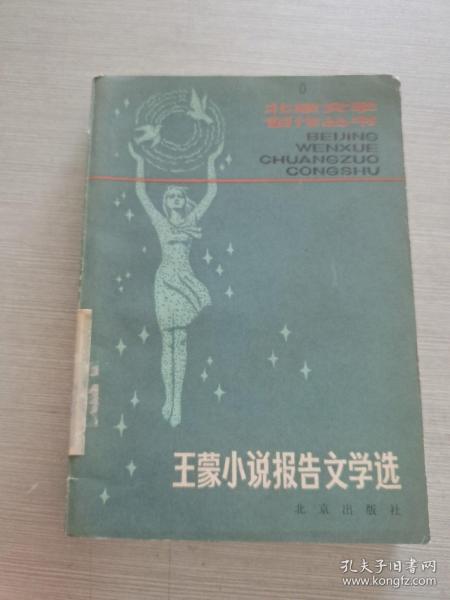 0
北京文学
创作丛书
BEIJING
WENXUE
CHUANGZUO
CONGSHU
王蒙小说报告文学选
北京出版社
孔夫子旧书网
www.kongfz.com